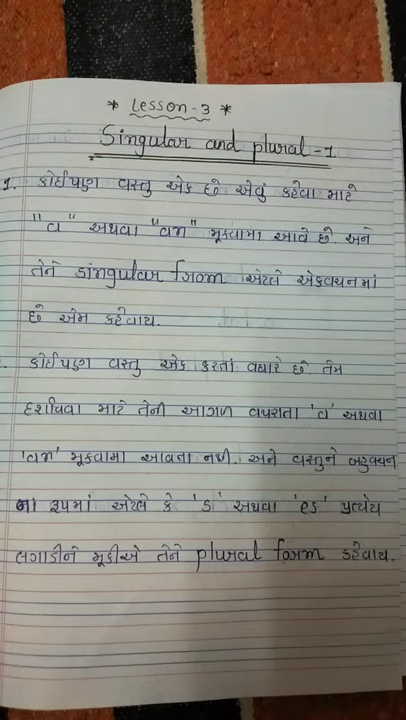 * Lesson - 3 *
Singular and plural - 1
1. કોઈપણ વસ્તુ એક છે એવું કહેવા માટે
"a" અથવા "an" મૂકવામા આવે છે. અને
તેને singular from એટલે એકવચનમાં
છે એમ કહેવાય.
કોઈપણ વસ્તુ એક કરતાં વધારે છે તેમ
દર્શાવવા માટે તેની આગળ વપરાતા 'a' અથવા
'an' મૂકવામા આવતા નથી. અને વસ્તુને બહુવચન
નાં રૂપમાં એટલે કે 's' અથવા 'es' પ્રત્યેય
લગાડીને મૂકીએ તેને plural form કહેવાય.